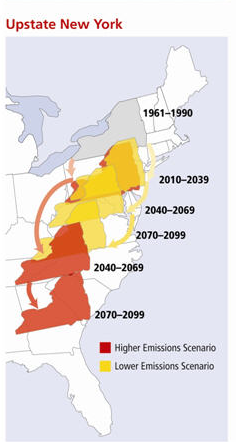 Upstate New York
1961–1990
2010–2039
2040–2069
2070–2099
2040–2069
2070–2099
Higher Emissions Scenario
Lower Emissions Scenario